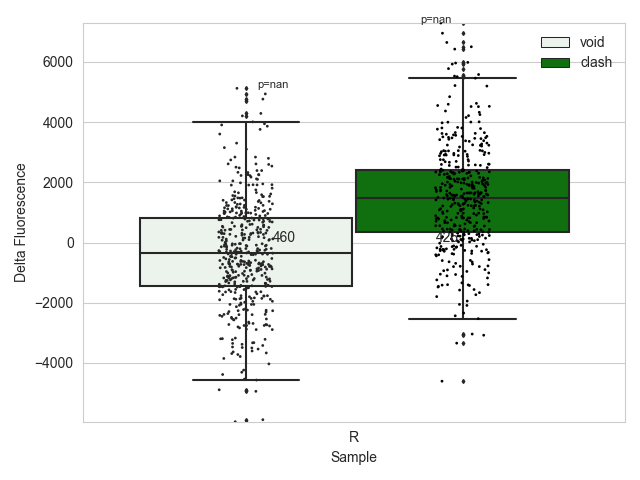 p=nan
void
clash
p=nan
6000
4000
2000
0
−2000
−4000
460
Delta Fluorescence
R
Sample